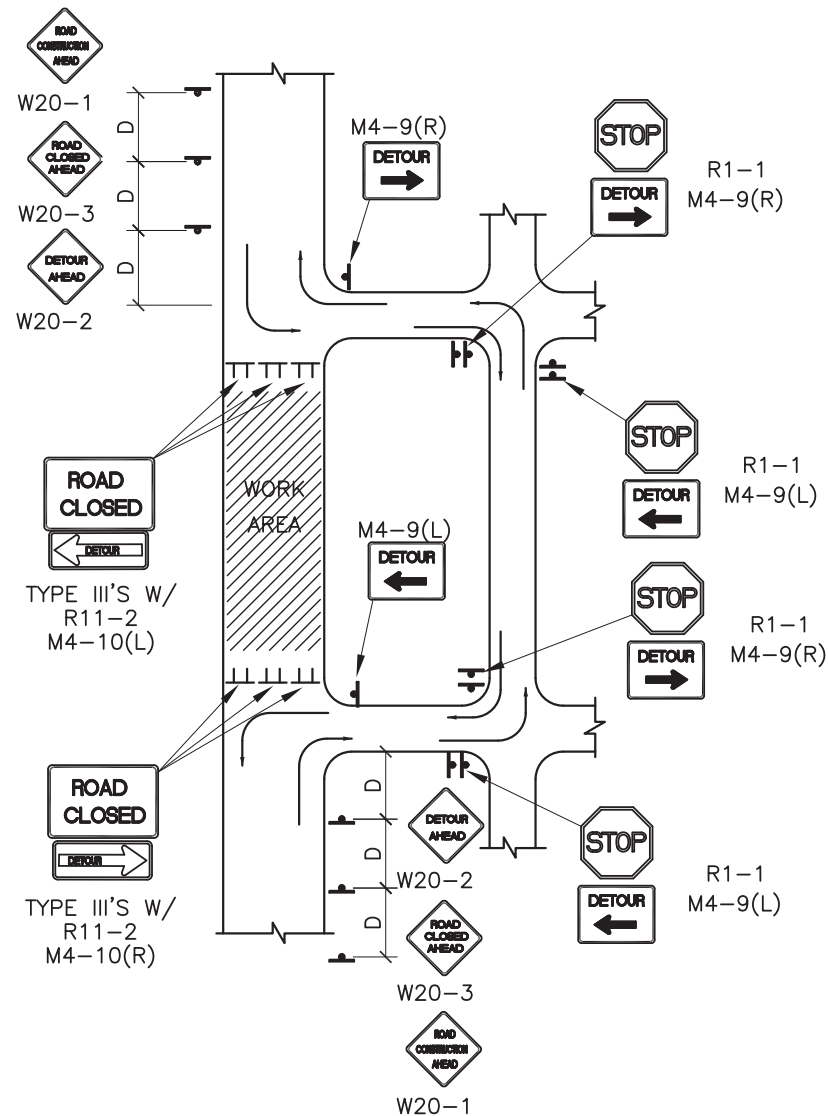 ROAD
CONSTRUCTION
AHEAD
W20-1
D
ROAD
CLOSED
AHEAD
W20-3
D
DETOUR
AHEAD
W20-2
D
M4-9(R)
DETOUR
STOP
DETOUR
R1-1
M4-9(R)
ROAD
CLOSED
DETOUR
TYPE III'S W/
R11-2
M4-10(L)
WORK
AREA
M4-9(L)
DETOUR
STOP
DETOUR
R1-1
M4-9(L)
STOP
DETOUR
R1-1
M4-9(R)
ROAD
CLOSED
DETOUR
TYPE III'S W/
R11-2
M4-10(R)
D
DETOUR
AHEAD
W20-2
D
ROAD
CLOSED
AHEAD
W20-3
D
ROAD
CONSTRUCTION
AHEAD
W20-1
STOP
DETOUR
R1-1
M4-9(L)